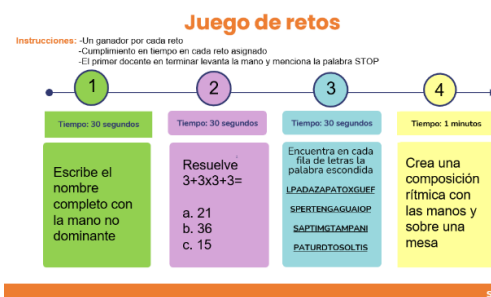 Juego de retos
Instrucciones: -Un ganador por cada reto
-Cumplimiento en tiempo en cada reto asignado
-El primer docente en terminar levanta la mano y menciona la palabra STOP
1
2
3
4
Tiempo: 30 segundos
Tiempo: 30 segundos
Tiempo: 30 segundos
Tiempo: 1 minutos
Escribe el
nombre
completo con
la mano no
dominante
Resuelve
3+3x3+3=
a. 21
b. 36
c. 15
Encuentra en cada
fila de letras la
palabra escondida
LPADAZAPATOXGUEF
SPERTENGAGUAIOP
SAPTIMGTAMPANI
PATURDTOSOLTIS
Crea una
composición
rítmica con
las manos y
sobre una
mesa